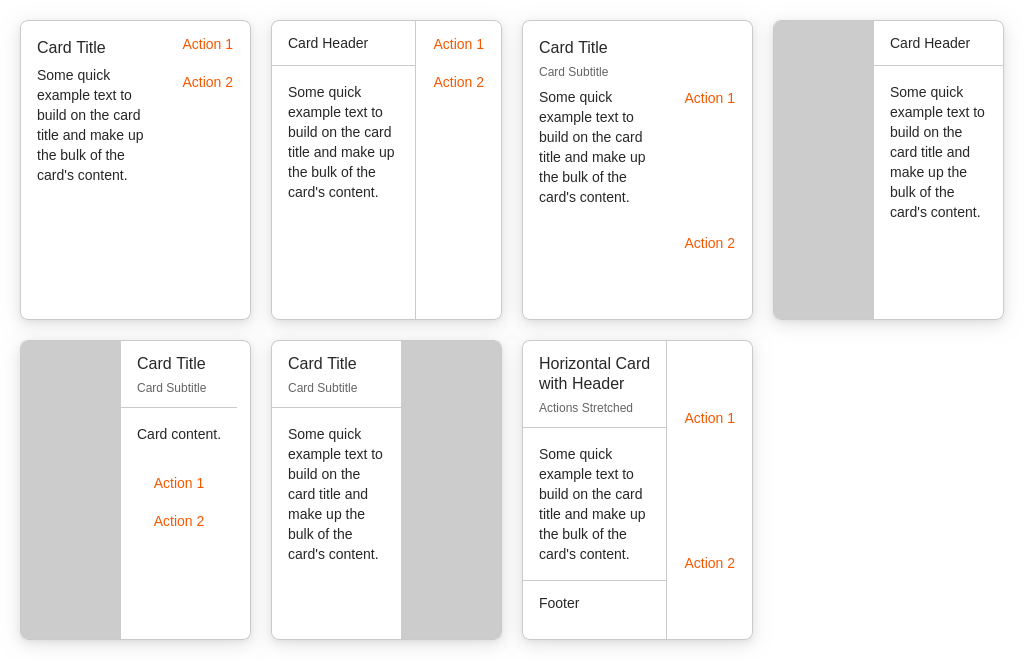 Card Title
Some quick
example text to
build on the card
title and make up
the bulk of the
card's content.
Action 1
Action 2
Card Header
Some quick
example text to
build on the card
title and make up
the bulk of the
card's content.
Action 1
Action 2
Card Title
Card Subtitle
Some quick
example text to
build on the card
title and make up
the bulk of the
card's content.
Action 1
Action 2
Card Header
Some quick
example text to
build on the
card title and
make up the
bulk of the
card's content.
Card Title
Card Subtitle
Card content.
Action 1
Action 2
Card Title
Card Subtitle
Some quick
example text to
build on the
card title and
make up the
bulk of the
card's content.
Horizontal Card
with Header
Actions Stretched
Some quick
example text to
build on the card
title and make up
the bulk of the
card's content.
Footer
Action 1
Action 2